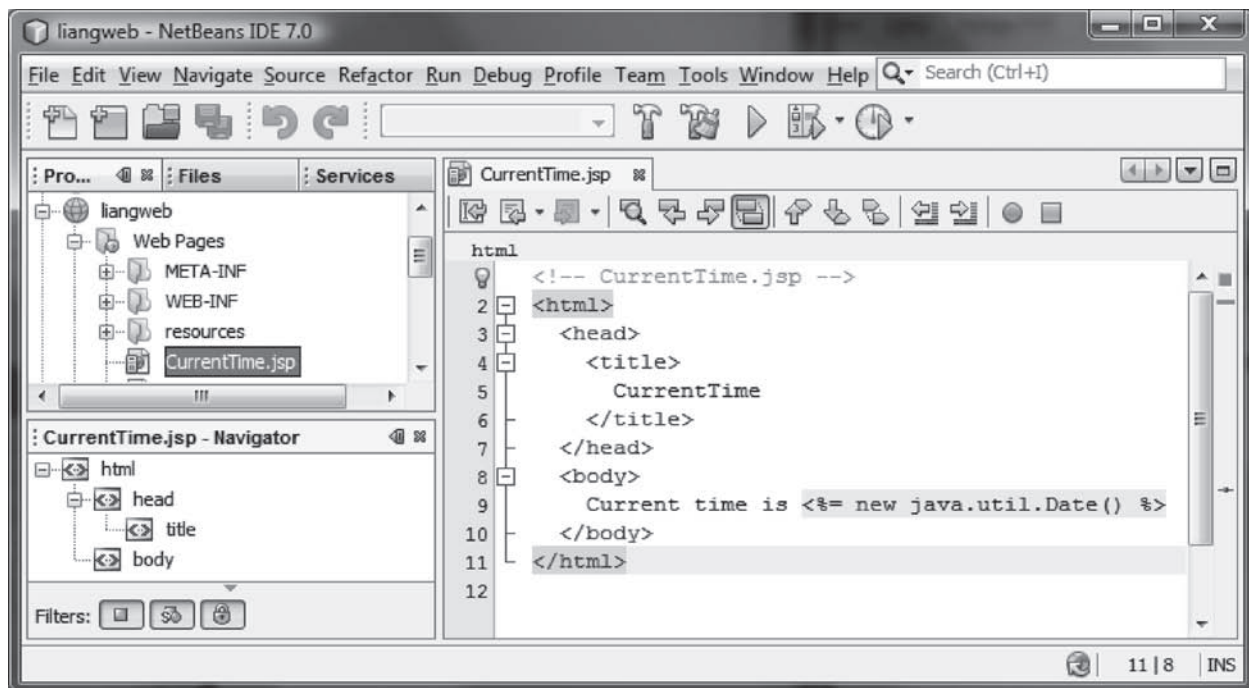 liangweb - NetBeans IDE 7.0
File Edit View Navigate Source Refactor Run Debug Profile Team Tools Window Help Search (Ctrl+I)
Pro... Files Services
liangweb
Web Pages
META-INF
WEB-INF
resources
CurrentTime.jsp
CurrentTime.jsp - Navigator
html
head
title
body
Filters:
CurrentTime.jsp
html
<!-- CurrentTime.jsp -->
2 <html>
3 <head>
4 <title>
5 CurrentTime
6 </title>
7 </head>
8 <body>
9 Current time is <%= new java.util.Date() %>
10 </body>
11 </html>
12
11 | 8 INS